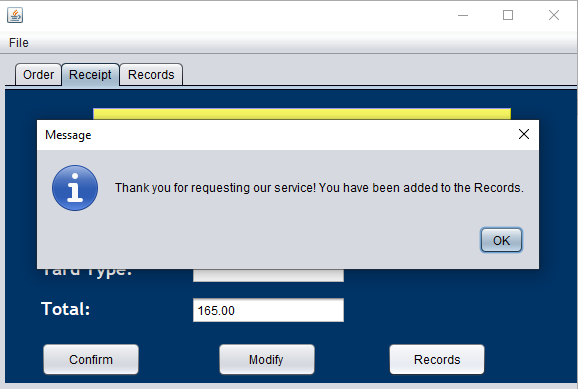 File
Order Receipt Records
Message
Thank you for requesting our service! You have been added to the Records.
OK
Type:
Total: 165.00
Confirm Modify Records